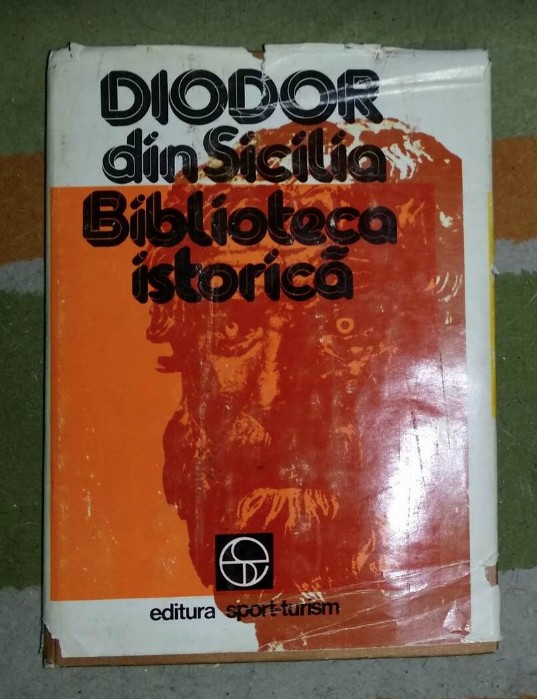 DIODOR
din Sicilia
Biblioteca
istorică
editura sport-turism